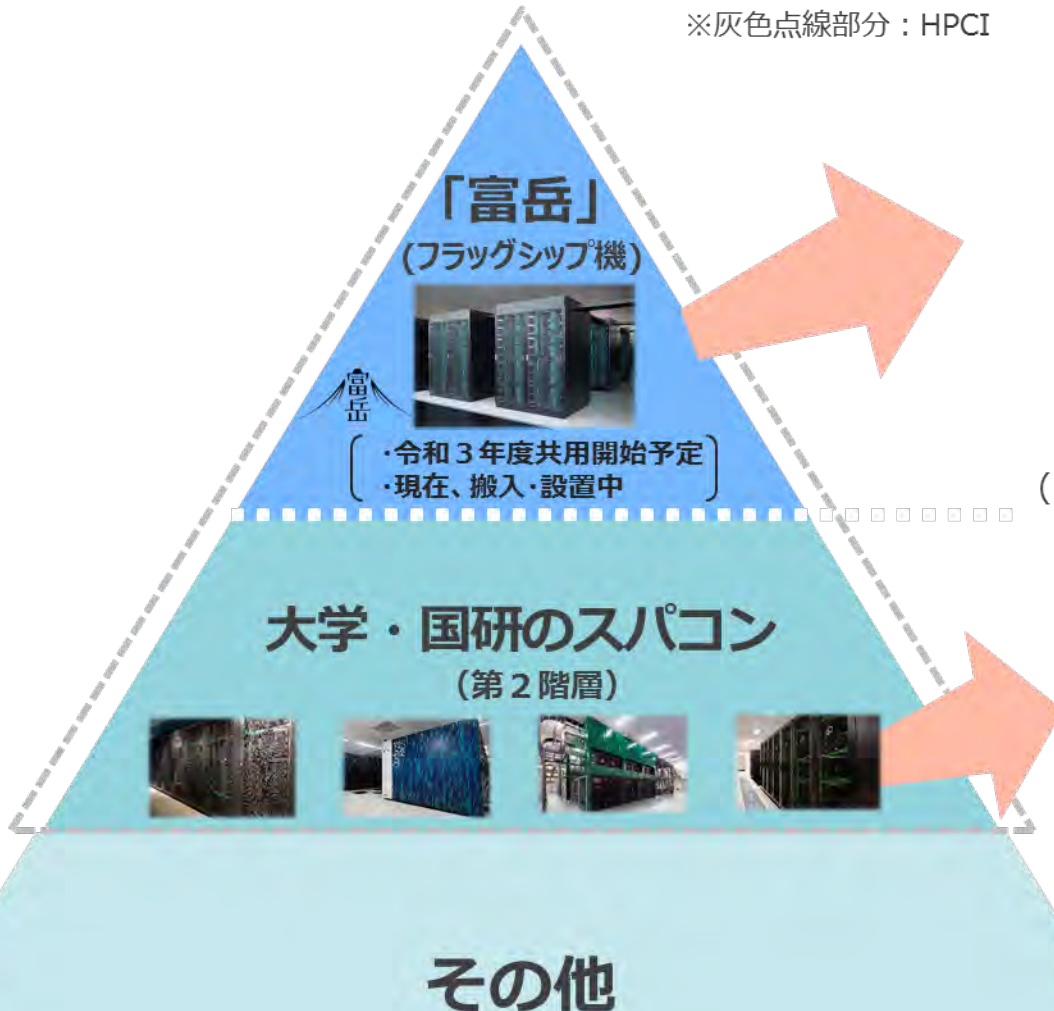 ※灰色点線部分：HPCI
「富岳」
(フラッグシップ機)
富岳
・令和３年度共用開始予定
・現在、搬入・設置中
（
大学・国研のスパコン
（第２階層）
その他